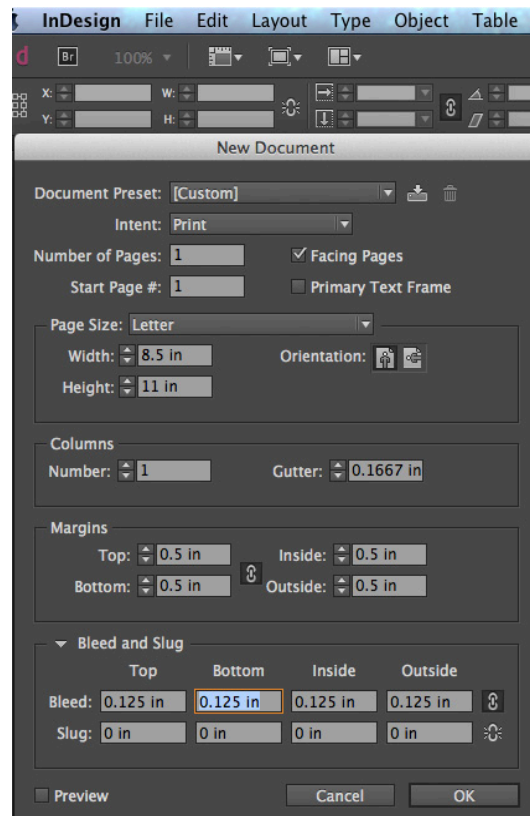 InDesign File Edit Layout Type Object Table
d Br 100%
X: W:
Y: H:
New Document
Document Preset: [Custom]
Intent: Print
Number of Pages: 1 Facing Pages
Start Page #: 1 Primary Text Frame
Page Size: Letter
Width: 8.5 in Orientation:
Height: 11 in
Columns
Number: 1 Gutter: 0.1667 in
Margins
Top: 0.5 in Inside: 0.5 in
Bottom: 0.5 in Outside: 0.5 in
Bleed and Slug
Top Bottom Inside Outside
Bleed: 0.125 in 0.125 in 0.125 in 0.125 in
Slug: 0 in 0 in 0 in 0 in
Preview Cancel OK